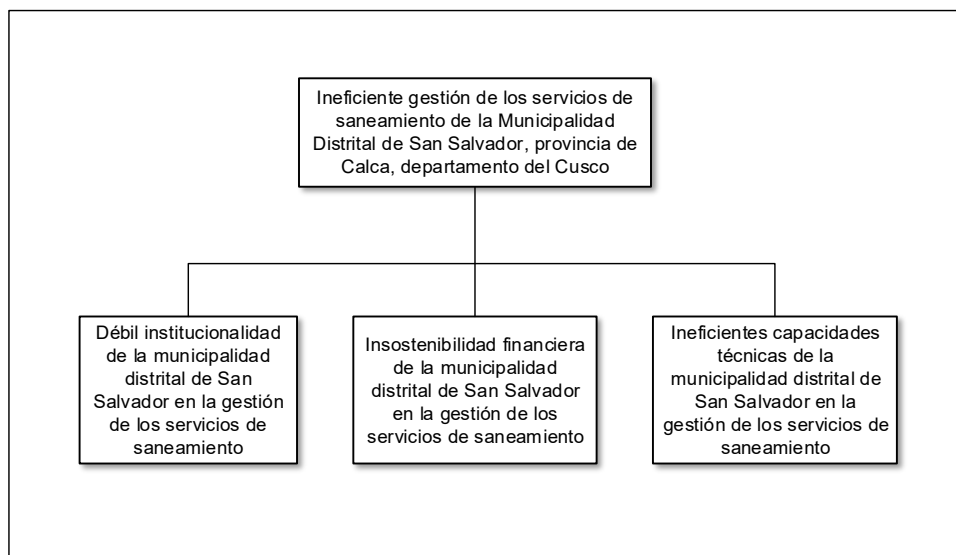 Ineficiente gestión de los servicios de
saneamiento de la Municipalidad
Distrital de San Salvador, provincia de
Calca, departamento del Cusco
Débil institucionalidad
de la municipalidad
distrital de San
Salvador en la gestión
de los servicios de
saneamiento
Insostenibilidad financiera
de la municipalidad
distrital de San Salvador
en la gestión de los
servicios de saneamiento
Ineficientes capacidades
técnicas de la
municipalidad distrital de
San Salvador en la
gestión de los servicios de
saneamiento